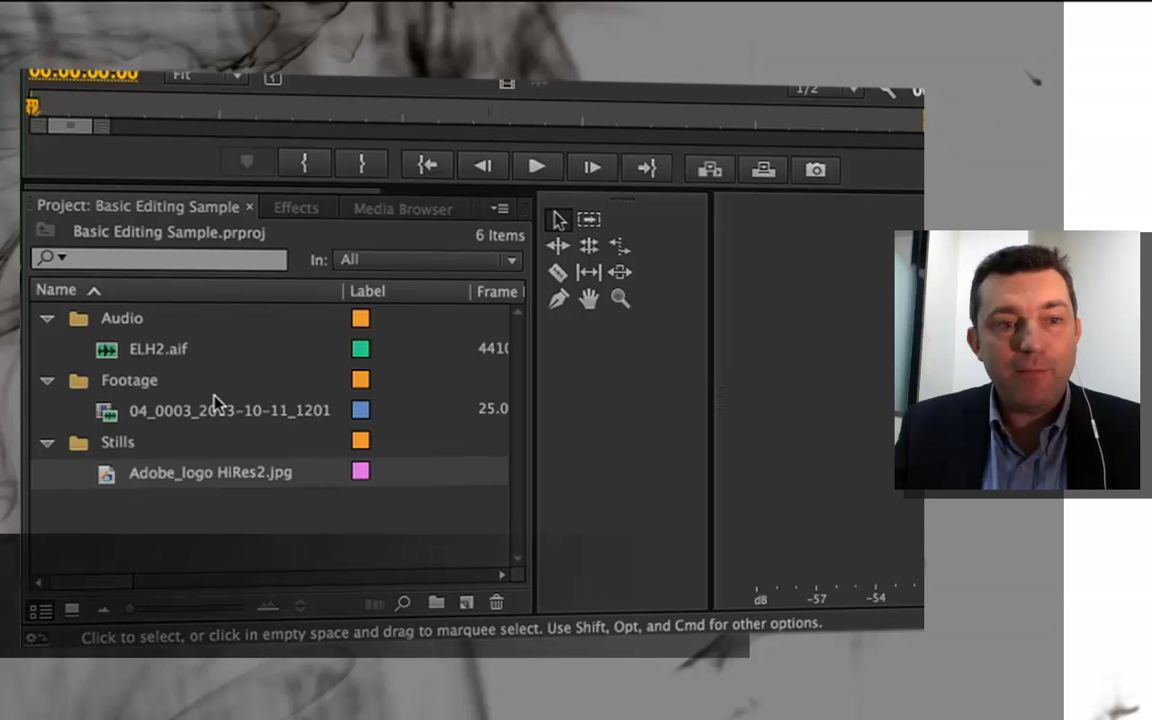 00:00:00:00 Fit 1/2
Project: Basic Editing Sample × Effects Media Browser
Basic Editing Sample.prproj 6 Items
In: All
Name Label Frame
Audio
ELH2.aif 4410
Footage
04_0003_2013-10-11_1201 25.0
Stills
Adobe_logo HiRes2.jpg
dB -57 -54
Click to select, or click in empty space and drag to marquee select. Use Shift, Opt, and Cmd for other options.